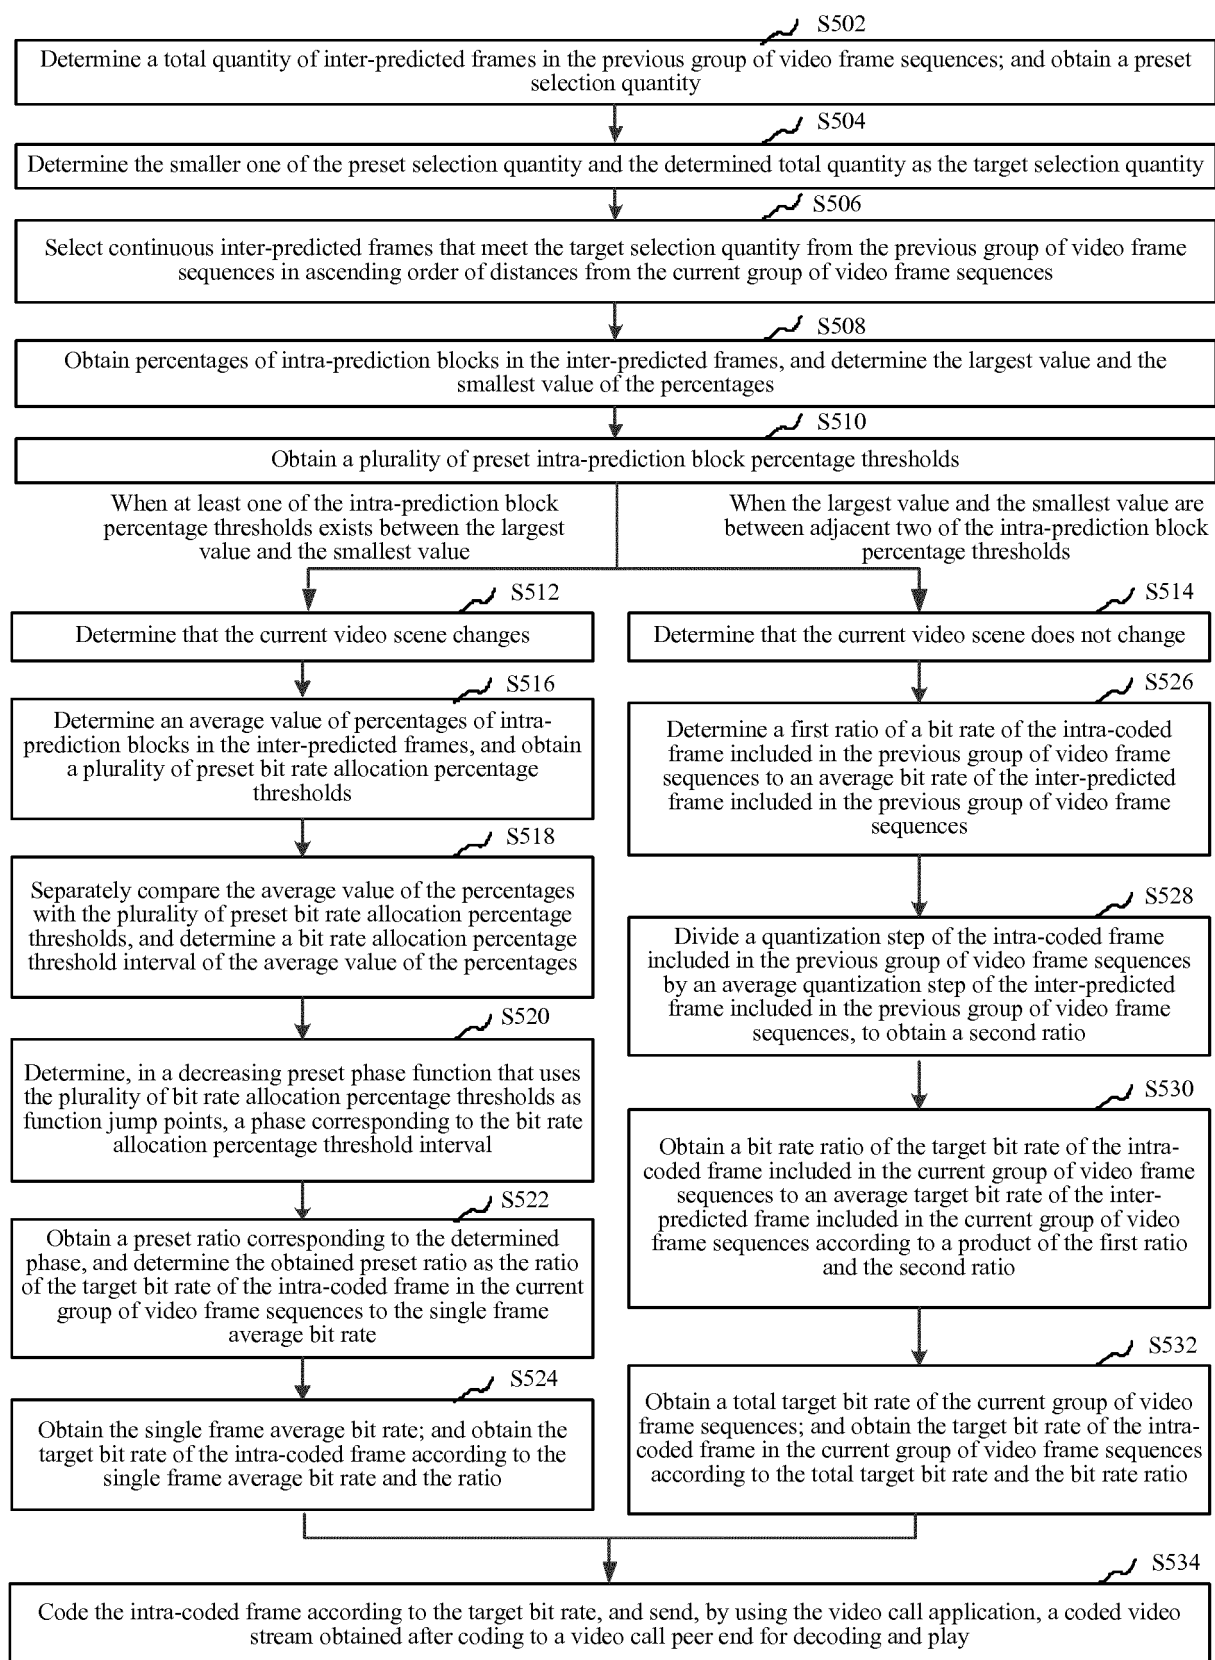 S502
Determine a total quantity of inter-predicted frames in the previous group of video frame sequences; and obtain a preset
selection quantity
S504
Determine the smaller one of the preset selection quantity and the determined total quantity as the target selection quantity
S506
Select continuous inter-predicted frames that meet the target selection quantity from the previous group of video frame
sequences in ascending order of distances from the current group of video frame sequences
S508
Obtain percentages of intra-prediction blocks in the inter-predicted frames, and determine the largest value and the
smallest value of the percentages
S510
Obtain a plurality of preset intra-prediction block percentage thresholds
When at least one of the intra-prediction block
percentage thresholds exists between the largest
value and the smallest value
When the largest value and the smallest value are
between adjacent two of the intra-prediction block
percentage thresholds
S512
Determine that the current video scene changes
S514
Determine that the current video scene does not change
S516
Determine an average value of percentages of intra-
prediction blocks in the inter-predicted frames, and obtain
a plurality of preset bit rate allocation percentage
thresholds
S518
Separately compare the average value of the percentages
with the plurality of preset bit rate allocation percentage
thresholds, and determine a bit rate allocation percentage
threshold interval of the average value of the percentages
S520
Determine, in a decreasing preset phase function that uses
the plurality of bit rate allocation percentage thresholds as
function jump points, a phase corresponding to the bit rate
allocation percentage threshold interval
S522
Obtain a preset ratio corresponding to the determined
phase, and determine the obtained preset ratio as the ratio
of the target bit rate of the intra-coded frame in the current
group of video frame sequences to the single frame
average bit rate
S524
Obtain the single frame average bit rate; and obtain the
target bit rate of the intra-coded frame according to the
single frame average bit rate and the ratio
S526
Determine a first ratio of a bit rate of the intra-coded
frame included in the previous group of video frame
sequences to an average bit rate of the inter-predicted
frame included in the previous group of video frame
sequences
S528
Divide a quantization step of the intra-coded frame
included in the previous group of video frame sequences
by an average quantization step of the inter-predicted
frame included in the previous group of video frame
sequences, to obtain a second ratio
S530
Obtain a bit rate ratio of the target bit rate of the intra-
coded frame included in the current group of video frame
sequences to an average target bit rate of the inter-
predicted frame included in the current group of video
frame sequences according to a product of the first ratio
and the second ratio
S532
Obtain a total target bit rate of the current group of video
frame sequences; and obtain the target bit rate of the intra-
coded frame in the current group of video frame sequences
according to the total target bit rate and the bit rate ratio
S534
Code the intra-coded frame according to the target bit rate, and send, by using the video call application, a coded video
stream obtained after coding to a video call peer end for decoding and play